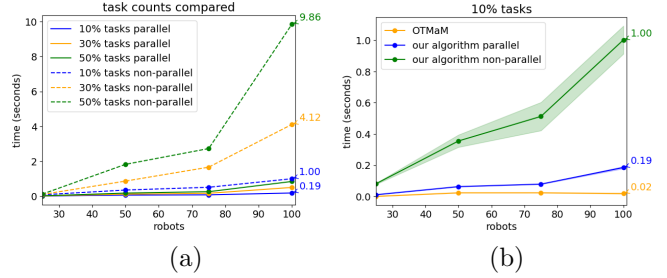 task counts compared
10% tasks parallel
30% tasks parallel
50% tasks parallel
10% tasks non-parallel
30% tasks non-parallel
50% tasks non-parallel
time (seconds)
10
8
6
4
2
0
30 40 50 60 70 80 90 100
robots
9.86
4.12
1.00
0.19
(a)
10% tasks
OTMaM
our algorithm parallel
our algorithm non-parallel
time (seconds)
1.0
0.8
0.6
0.4
0.2
0.0
30 40 50 60 70 80 90 100
robots
1.00
0.19
0.02
(b)